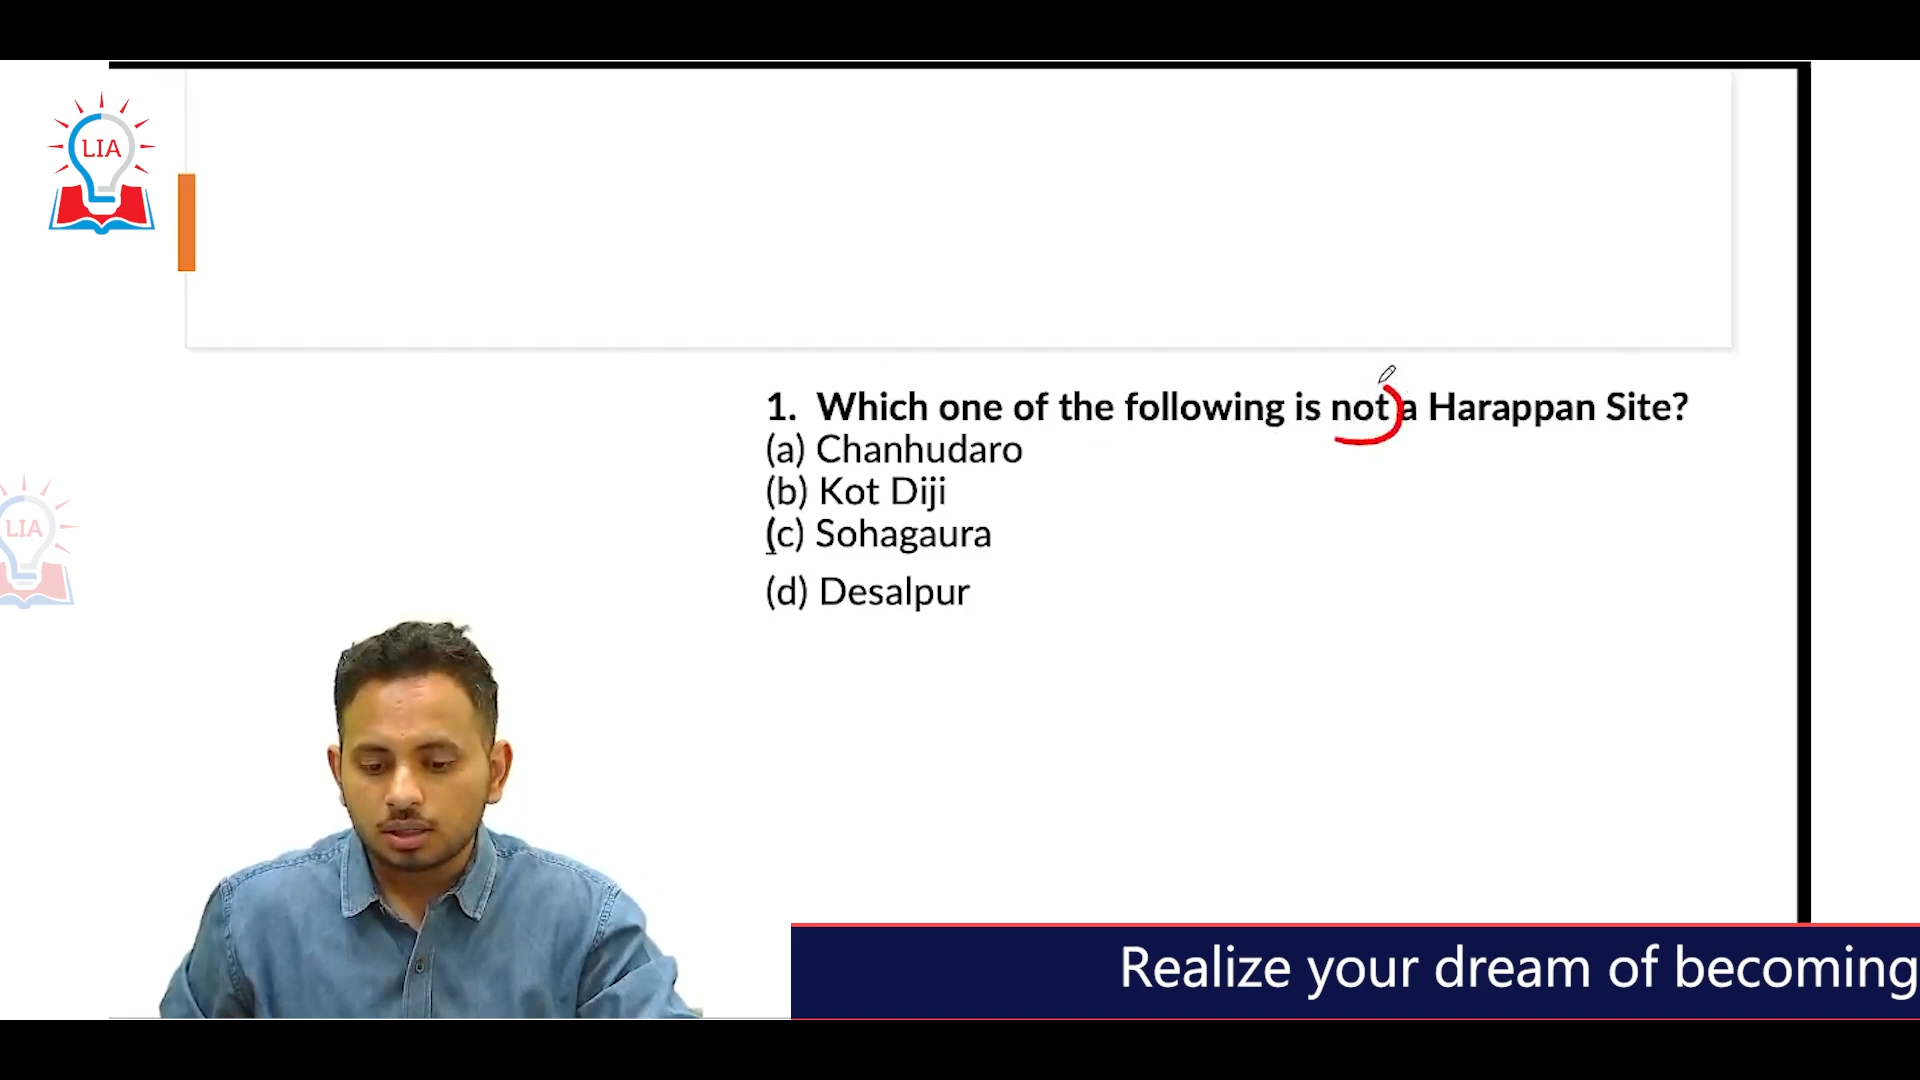 LIA
1. Which one of the following is not a Harappan Site?
(a) Chanhudaro
(b) Kot Diji
(c) Sohagaura
LIA
(d) Desalpur
Realize your dream of becoming